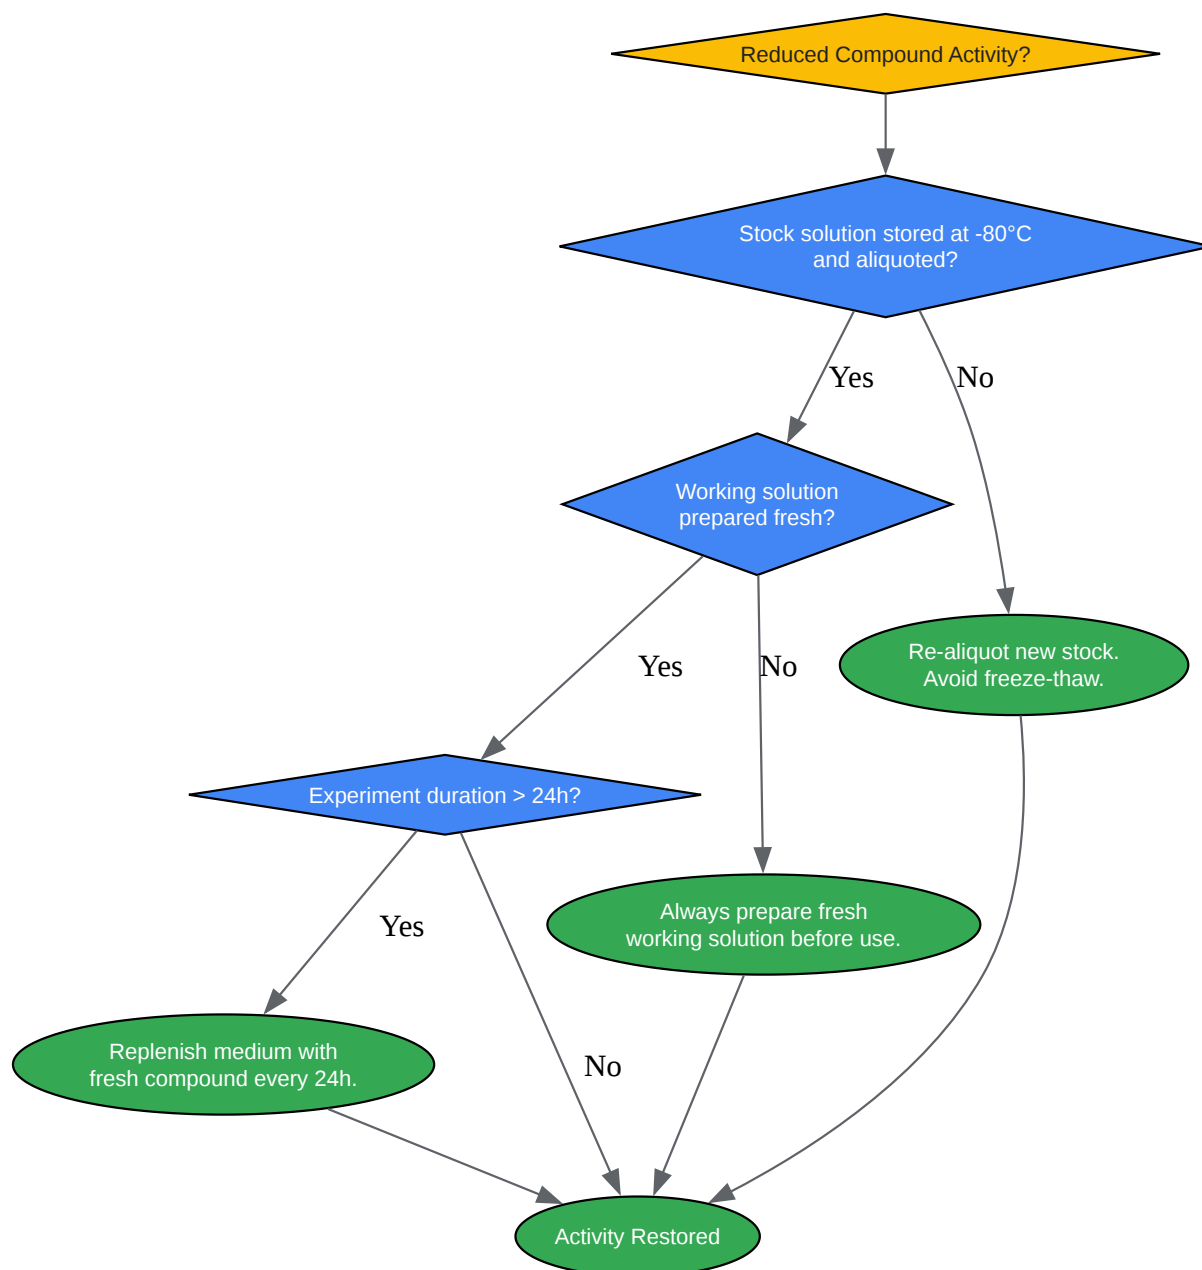 Reduced Compound Activity?
Stock solution stored at -80°C
and aliquoted?
Yes
No
Working solution
prepared fresh?
Yes
No
Re-aliquot new stock.
Avoid freeze-thaw.
Experiment duration > 24h?
Always prepare fresh
working solution before use.
Yes
No
Replenish medium with
fresh compound every 24h.
Activity Restored